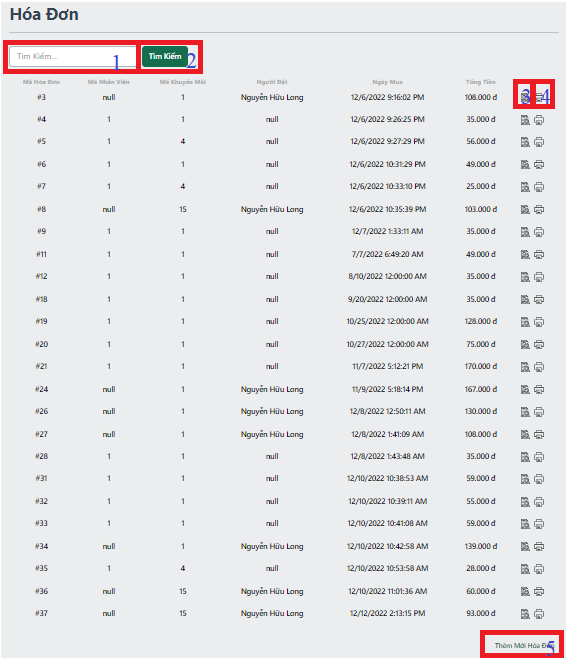 Hóa Đơn
Tìm Kiếm... 1 Tìm Kiếm 2
Mã Hóa Đơn Mã Nhân Viên Mã Khuyến Mãi Người Đặt Ngày Mua Tổng Tiền
#3 null 1 Nguyễn Hữu Long 12/6/2022 9:16:02 PM 108.000 đ 3 4
#4 1 1 null 12/6/2022 9:26:25 PM 35.000 đ
#5 1 4 null 12/6/2022 9:27:29 PM 56.000 đ
#6 1 1 null 12/6/2022 10:31:29 PM 49.000 đ
#7 1 4 null 12/6/2022 10:33:10 PM 25.000 đ
#8 null 15 Nguyễn Hữu Long 12/6/2022 10:35:39 PM 103.000 đ
#9 1 1 null 12/7/2022 1:33:11 AM 35.000 đ
#11 1 1 null 7/7/2022 6:49:20 AM 49.000 đ
#12 1 1 null 8/10/2022 12:00:00 AM 35.000 đ
#18 1 1 null 9/20/2022 12:00:00 AM 35.000 đ
#19 1 1 null 10/25/2022 12:00:00 AM 128.000 đ
#20 1 1 null 10/27/2022 12:00:00 AM 75.000 đ
#21 1 1 null 11/7/2022 5:12:21 PM 170.000 đ
#24 null 1 Nguyễn Hữu Long 11/9/2022 5:18:14 PM 167.000 đ
#26 null 1 Nguyễn Hữu Long 12/8/2022 12:50:11 AM 130.000 đ
#27 null 1 Nguyễn Hữu Long 12/8/2022 1:41:09 AM 108.000 đ
#28 1 1 null 12/8/2022 1:43:48 AM 35.000 đ
#31 1 1 null 12/10/2022 10:38:53 AM 59.000 đ
#32 1 1 null 12/10/2022 10:39:11 AM 55.000 đ
#33 1 1 null 12/10/2022 10:41:08 AM 59.000 đ
#34 null 1 Nguyễn Hữu Long 12/10/2022 10:42:58 AM 139.000 đ
#35 1 4 null 12/10/2022 10:53:58 AM 28.000 đ
#36 null 15 Nguyễn Hữu Long 12/10/2022 11:01:36 AM 60.000 đ
#37 null 15 Nguyễn Hữu Long 12/12/2022 2:13:15 PM 93.000 đ
Thêm Mới Hóa Đơn 5